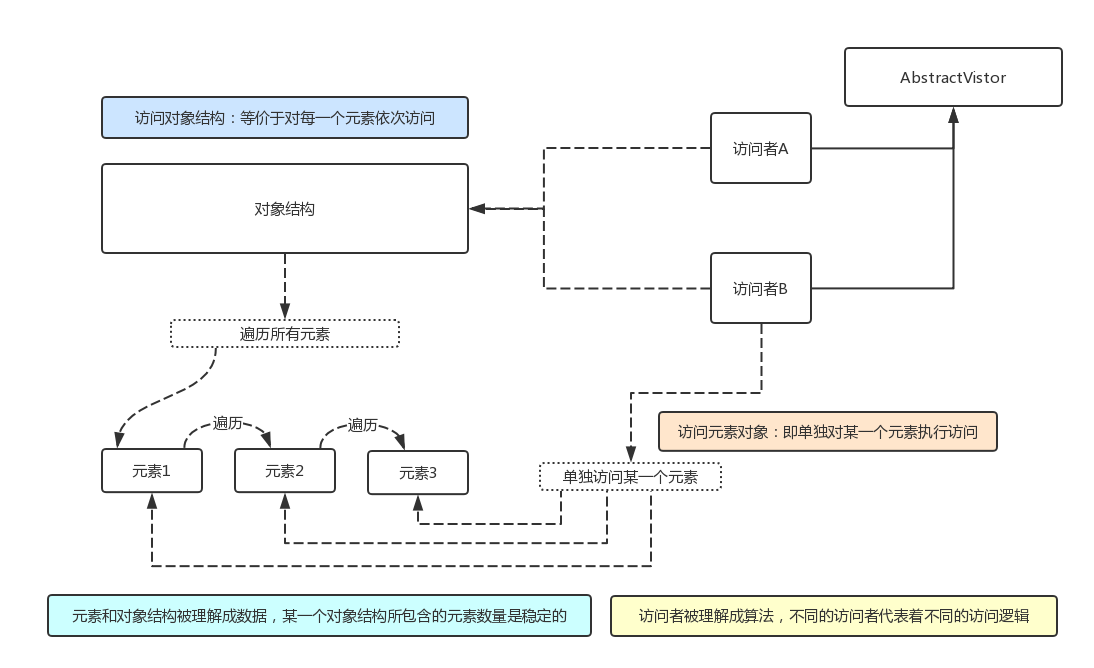 AbstractVistor
访问对象结构：等价于对每一个元素依次访问
访问者A
对象结构
访问者B
遍历所有元素
遍历
遍历
访问元素对象：即单独对某一个元素执行访问
元素1
元素2
元素3
单独访问某一个元素
元素和对象结构被理解成数据，某一个对象结构所包含的元素数量是稳定的
访问者被理解成算法，不同的访问者代表着不同的访问逻辑